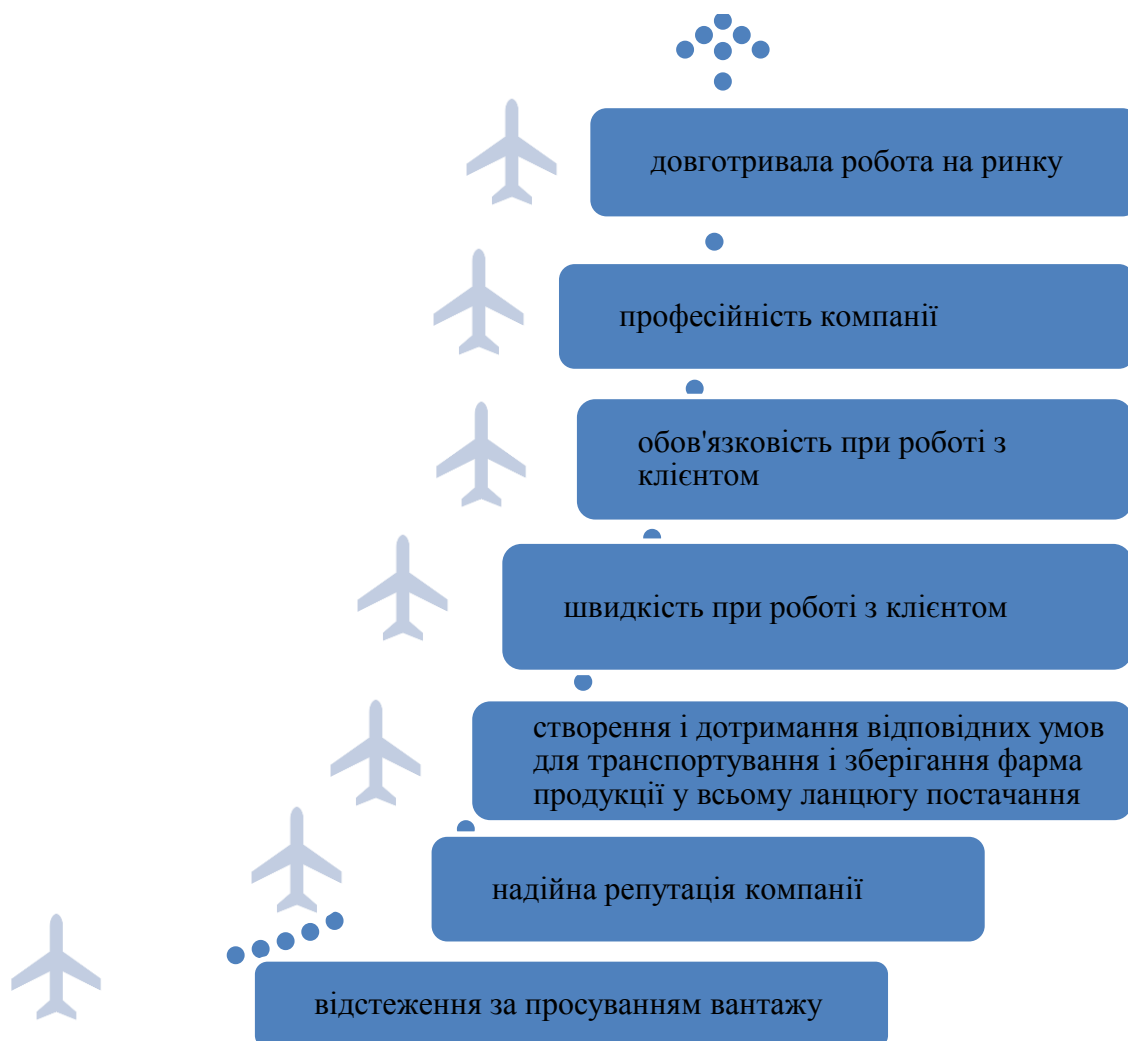 довготривала робота на ринку
професійність компанії
обов'язковість при роботі з
клієнтом
швидкість при роботі з клієнтом
створення і дотримання відповідних умов
для транспортування і зберігання фарма
продукції у всьому ланцюгу постачання
надійна репутація компанії
відстеження за просуванням вантажу